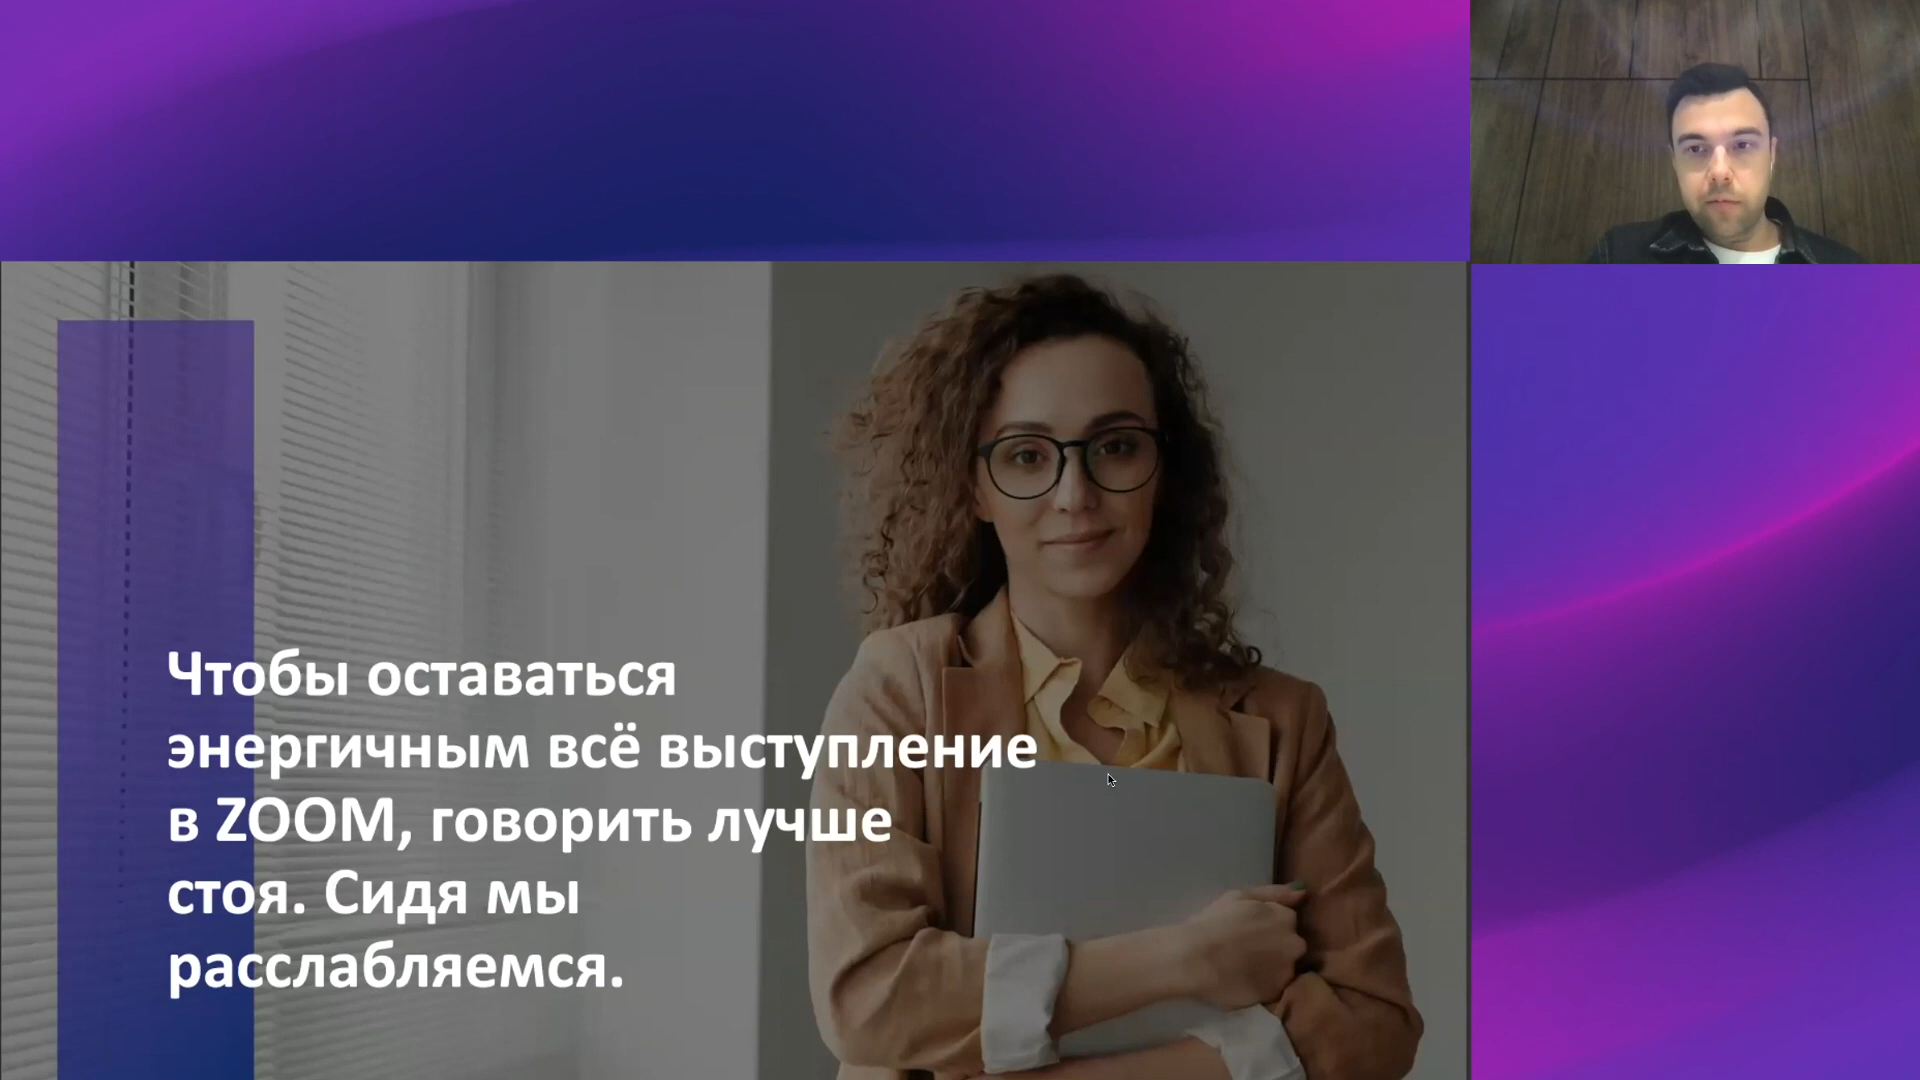 Чтобы оставаться
энергичным всё выступление
в ZOOM, говорить лучше
стоя. Сидя мы
расслабляемся.